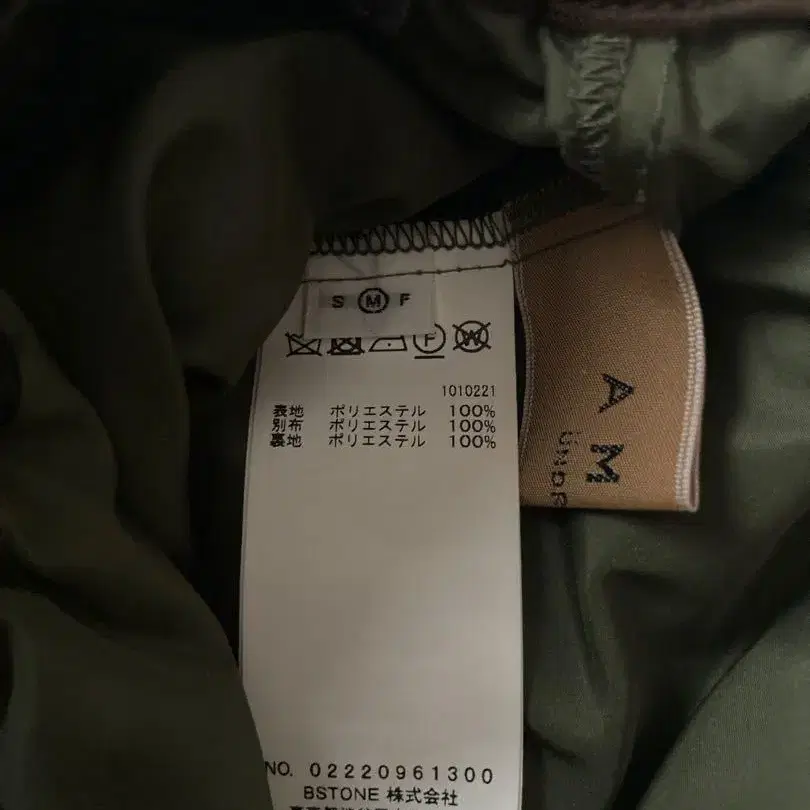 S M F
F W
1010221
表地 ポリエステル 100%
別布 ポリエステル 100%
裏地 ポリエステル 100%
NO. 02220961300
BSTONE 株式会社
A M